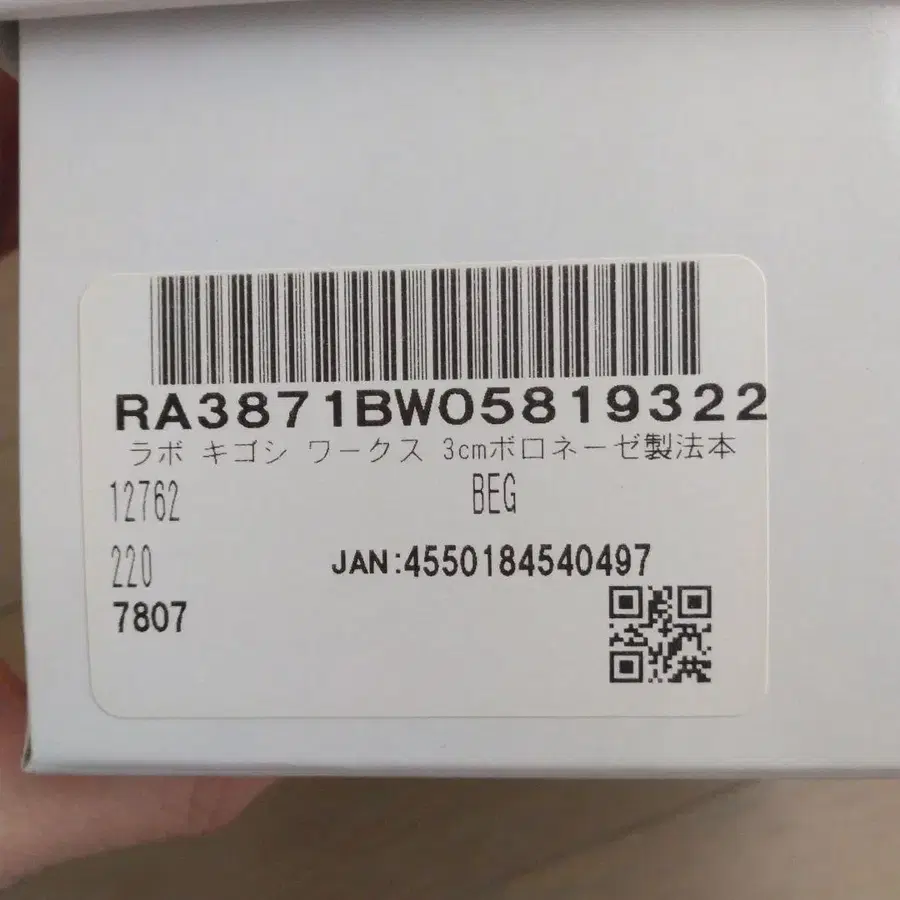 RA3871BW05819322
ラボ キゴシ ワークス 3cmボロネーゼ製法本
12762 BEG
220 JAN:4550184540497
7807